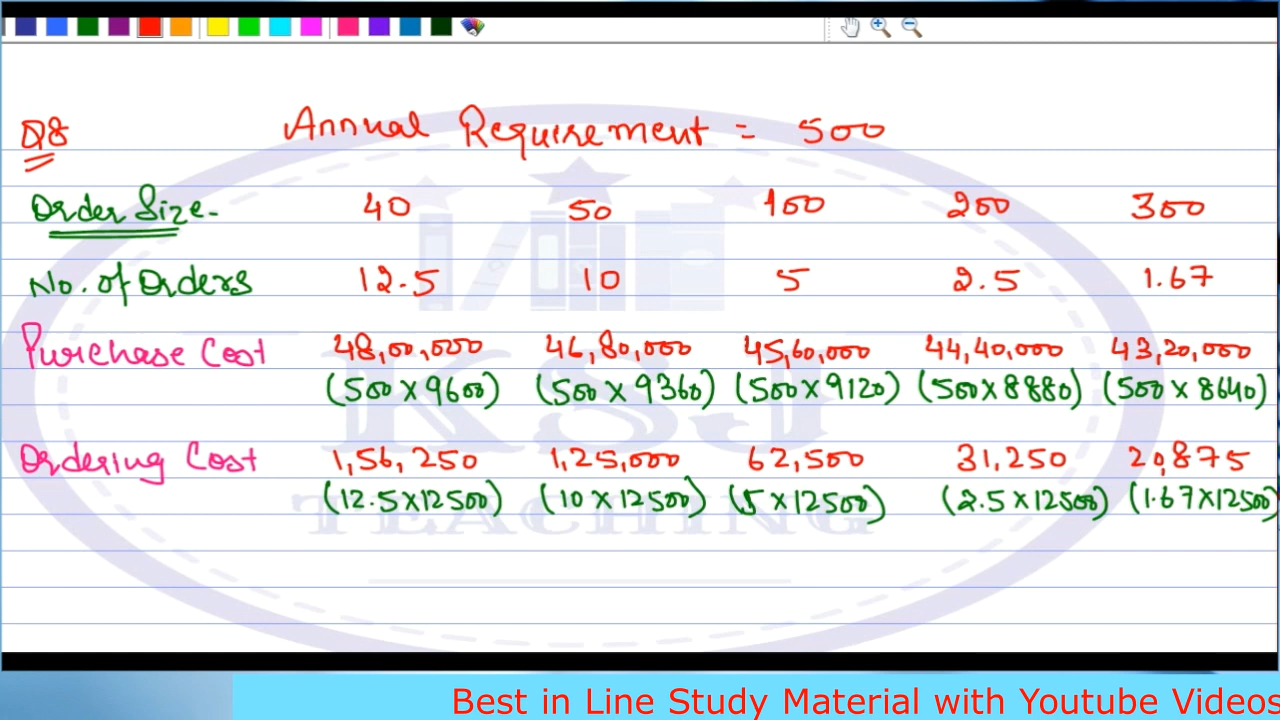 Q8 Annual Requirement = 500
Order Size- 40 50 100 200 300
No. of Orders 12.5 10 5 2.5 1.67
Purchase Cost 48,00,000 46,80,000 45,60,000 44,40,000 43,20,000
(500 X 9600) (500 X 9360) (500 X 9120) (500 X 8880) (500 X 8640)
Ordering Cost 1,56,250 1,25,000 62,500 31,250 20,875
(12.5 X 12500) (10 X 12500) (5 X 12500) (2.5 X 12500) (1.67 X 12500)
KSJ
TEACHING
Best in Line Study Material with Youtube Videos